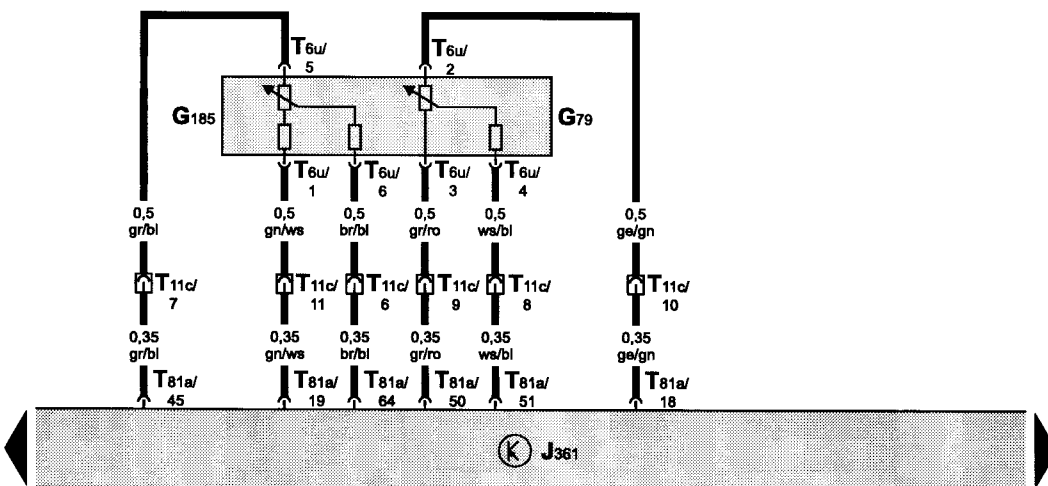 T6u/ T6u/
5 2
G185 G79
T6u/ T6u/ T6u/ T6u/
1 6 3 4
0,5 0,5 0,5 0,5 0,5 0,5
gr/bl gn/ws br/bl gr/ro ws/bl ge/gn
T11c/ T11c/ T11c/ T11c/ T11c/ T11c/
7 11 6 9 8 10
0,35 0,35 0,35 0,35 0,35 0,35
gr/bl gn/ws br/bl gr/ro ws/bl ge/gn
T81a/ T81a/ T81a/ T81a/ T81a/ T81a/
45 19 64 50 51 18
K J361